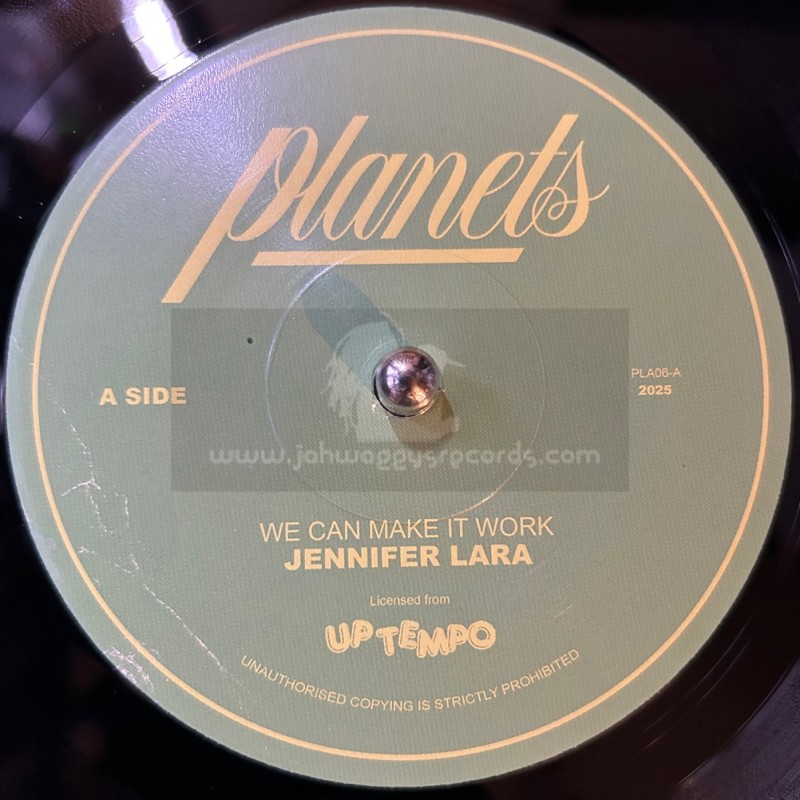 planets
A SIDE
PLA06-A
2025
www.jahwaggysrecords.com
WE CAN MAKE IT WORK
JENNIFER LARA
Licensed from
UP TEMPO
UNAUTHORISED COPYING IS STRICTLY PROHIBITED